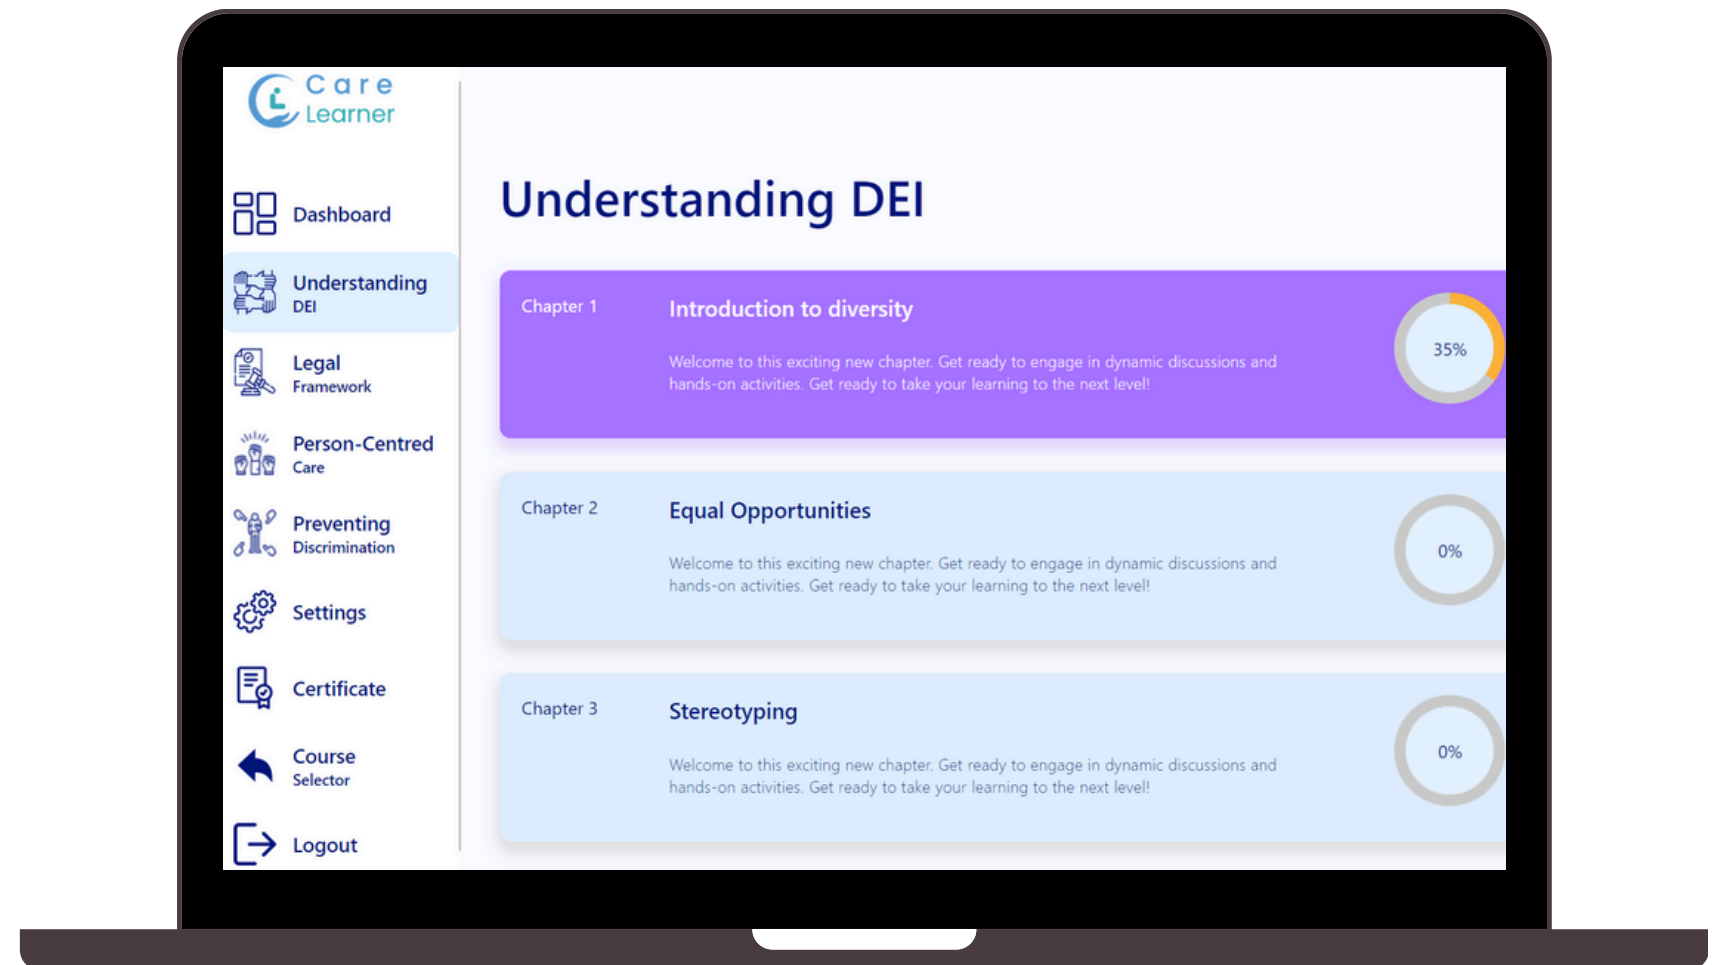 Care
Learner
Dashboard
Understanding
DEI
Legal
Framework
Person-Centred
Care
Preventing
Discrimination
Settings
Certificate
Course
Selector
Logout
Understanding DEI
Chapter 1
Introduction to diversity
Welcome to this exciting new chapter. Get ready to engage in dynamic discussions and
hands-on activities. Get ready to take your learning to the next level!
35%
Chapter 2
Equal Opportunities
Welcome to this exciting new chapter. Get ready to engage in dynamic discussions and
hands-on activities. Get ready to take your learning to the next level!
0%
Chapter 3
Stereotyping
Welcome to this exciting new chapter. Get ready to engage in dynamic discussions and
hands-on activities. Get ready to take your learning to the next level!
0%